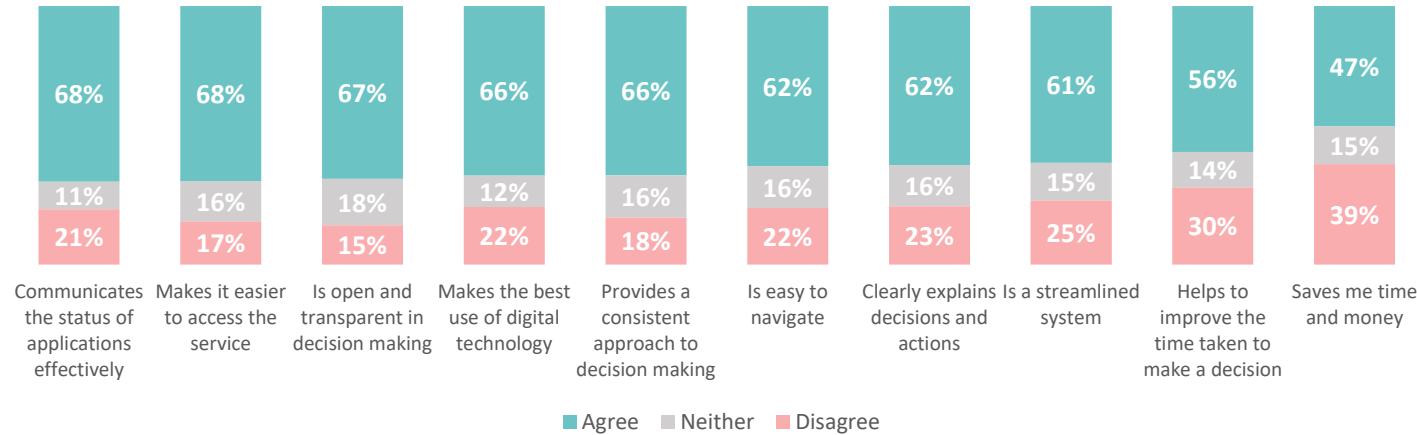 68%
68%
67%
66%
66%
62%
62%
61%
56%
47%
11%
16%
18%
12%
16%
16%
16%
15%
14%
15%
21%
17%
15%
22%
18%
22%
23%
25%
30%
39%
Communicates
the status of
applications
effectively
Makes it easier
to access the
service
Is open and
transparent in
decision making
Makes the best
use of digital
technology
Provides a
consistent
approach to
decision making
Is easy to
navigate
Clearly explains
decisions and
actions
Is a streamlined
system
Helps to
improve the
time taken to
make a decision
Saves me time
and money
Agree
Neither
Disagree